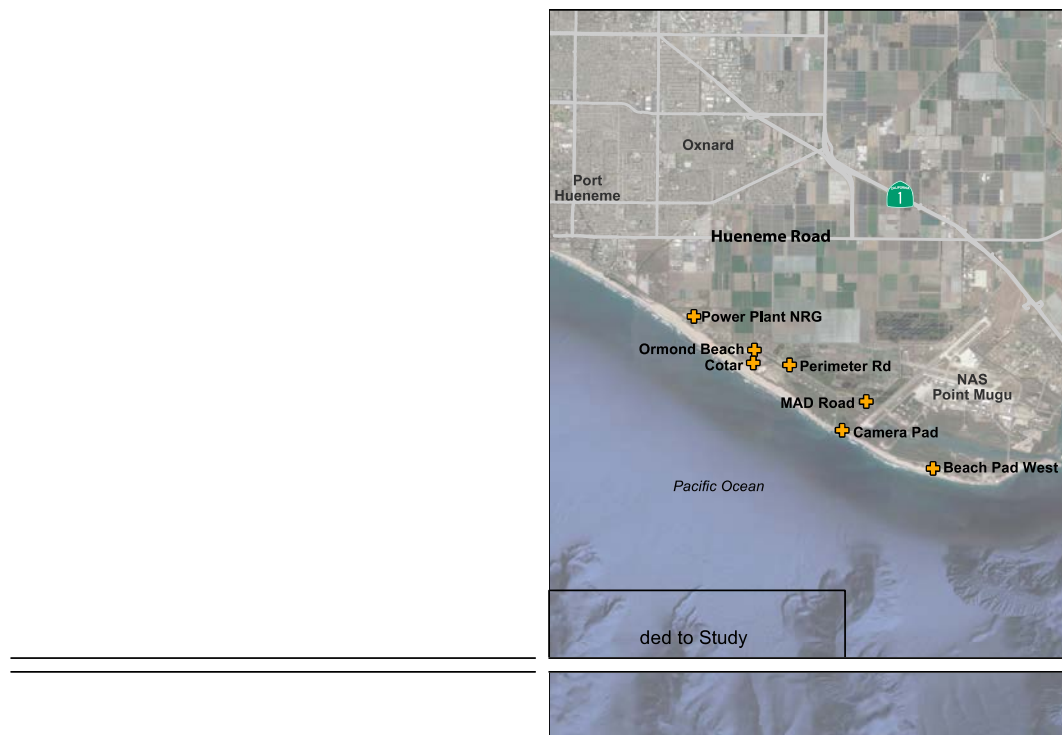 Oxnard
Port
Hueneme
CALIFORNIA
1
Hueneme Road
Power Plant NRG
Ormond Beach
Cotar
Perimeter Rd
NAS
Point Mugu
MAD Road
Camera Pad
Beach Pad West
Pacific Ocean
ded to Study